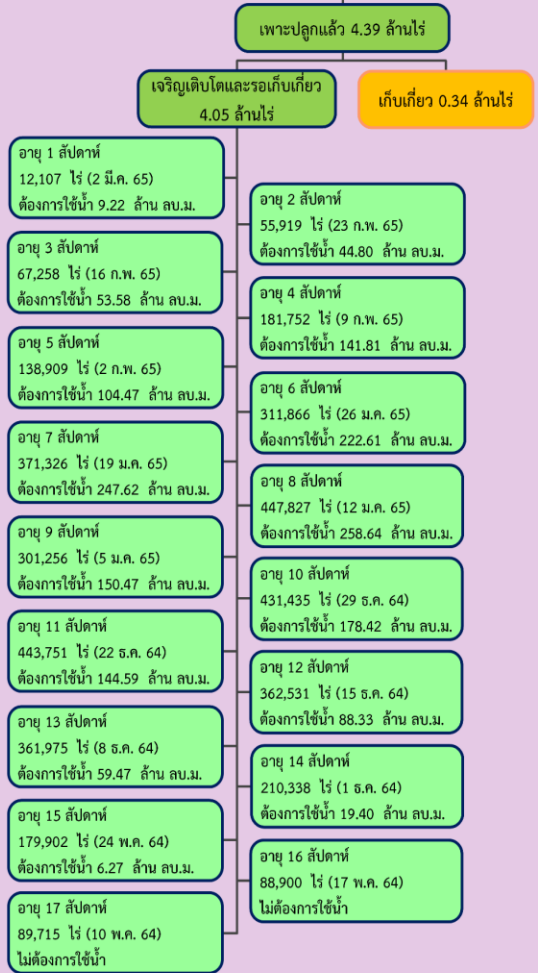 เพาะปลูกแล้ว 4.39 ล้านไร่
เจริญเติบโตและรอเก็บเกี่ยว
4.05 ล้านไร่
เก็บเกี่ยว 0.34 ล้านไร่
อายุ 1 สัปดาห์
12,107 ไร่ (2 มี.ค. 65)
ต้องการใช้น้ำ 9.22 ล้าน ลบ.ม.
อายุ 2 สัปดาห์
55,919 ไร่ (23 ก.พ. 65)
ต้องการใช้น้ำ 44.80 ล้าน ลบ.ม.
อายุ 3 สัปดาห์
67,258 ไร่ (16 ก.พ. 65)
ต้องการใช้น้ำ 53.58 ล้าน ลบ.ม.
อายุ 4 สัปดาห์
181,752 ไร่ (9 ก.พ. 65)
ต้องการใช้น้ำ 141.81 ล้าน ลบ.ม.
อายุ 5 สัปดาห์
138,909 ไร่ (2 ก.พ. 65)
ต้องการใช้น้ำ 104.47 ล้าน ลบ.ม.
อายุ 6 สัปดาห์
311,866 ไร่ (26 ม.ค. 65)
ต้องการใช้น้ำ 222.61 ล้าน ลบ.ม.
อายุ 7 สัปดาห์
371,326 ไร่ (19 ม.ค. 65)
ต้องการใช้น้ำ 247.62 ล้าน ลบ.ม.
อายุ 8 สัปดาห์
447,827 ไร่ (12 ม.ค. 65)
ต้องการใช้น้ำ 258.64 ล้าน ลบ.ม.
อายุ 9 สัปดาห์
301,256 ไร่ (5 ม.ค. 65)
ต้องการใช้น้ำ 150.47 ล้าน ลบ.ม.
อายุ 10 สัปดาห์
431,435 ไร่ (29 ธ.ค. 64)
ต้องการใช้น้ำ 178.42 ล้าน ลบ.ม.
อายุ 11 สัปดาห์
443,751 ไร่ (22 ธ.ค. 64)
ต้องการใช้น้ำ 144.59 ล้าน ลบ.ม.
อายุ 12 สัปดาห์
362,531 ไร่ (15 ธ.ค. 64)
ต้องการใช้น้ำ 88.33 ล้าน ลบ.ม.
อายุ 13 สัปดาห์
361,975 ไร่ (8 ธ.ค. 64)
ต้องการใช้น้ำ 59.47 ล้าน ลบ.ม.
อายุ 14 สัปดาห์
210,338 ไร่ (1 ธ.ค. 64)
ต้องการใช้น้ำ 19.40 ล้าน ลบ.ม.
อายุ 15 สัปดาห์
179,902 ไร่ (24 พ.ค. 64)
ต้องการใช้น้ำ 6.27 ล้าน ลบ.ม.
อายุ 16 สัปดาห์
88,900 ไร่ (17 พ.ค. 64)
ไม่ต้องการใช้น้ำ
อายุ 17 สัปดาห์
89,715 ไร่ (10 พ.ค. 64)
ไม่ต้องการใช้น้ำ